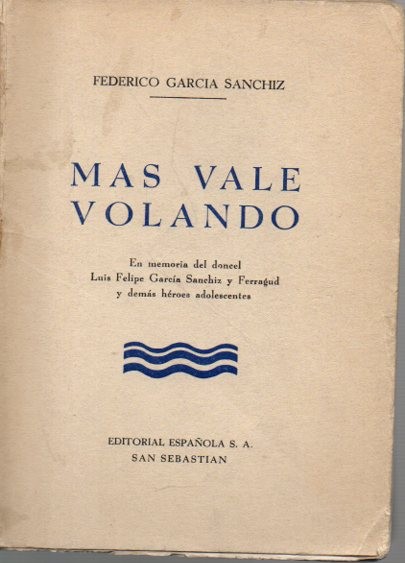 FEDERICO GARCIA SANCHIZ
MAS VALE
VOLANDO
En memoria del doncel
Luis Felipe García Sanchiz y Ferragud
y demás héroes adolescentes
EDITORIAL ESPAÑOLA S. A.
SAN SEBASTIAN